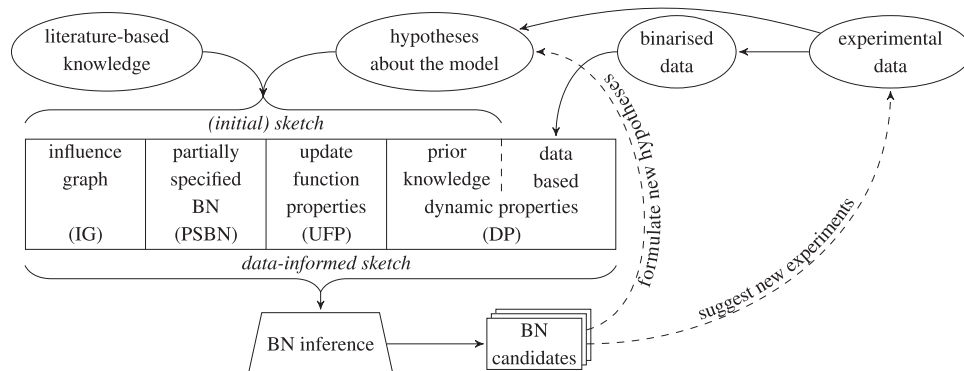 literature-based
knowledge
hypotheses
about the model
binarised
data
experimental
data
(initial) sketch
influence
graph
(IG)
partially
specified
BN
(PSBN)
update
function
properties
(UFP)
prior
knowledge
data
based
dynamic properties
(DP)
data-informed sketch
BN inference
BN
candidates
formulate new hypotheses
suggest new experiments